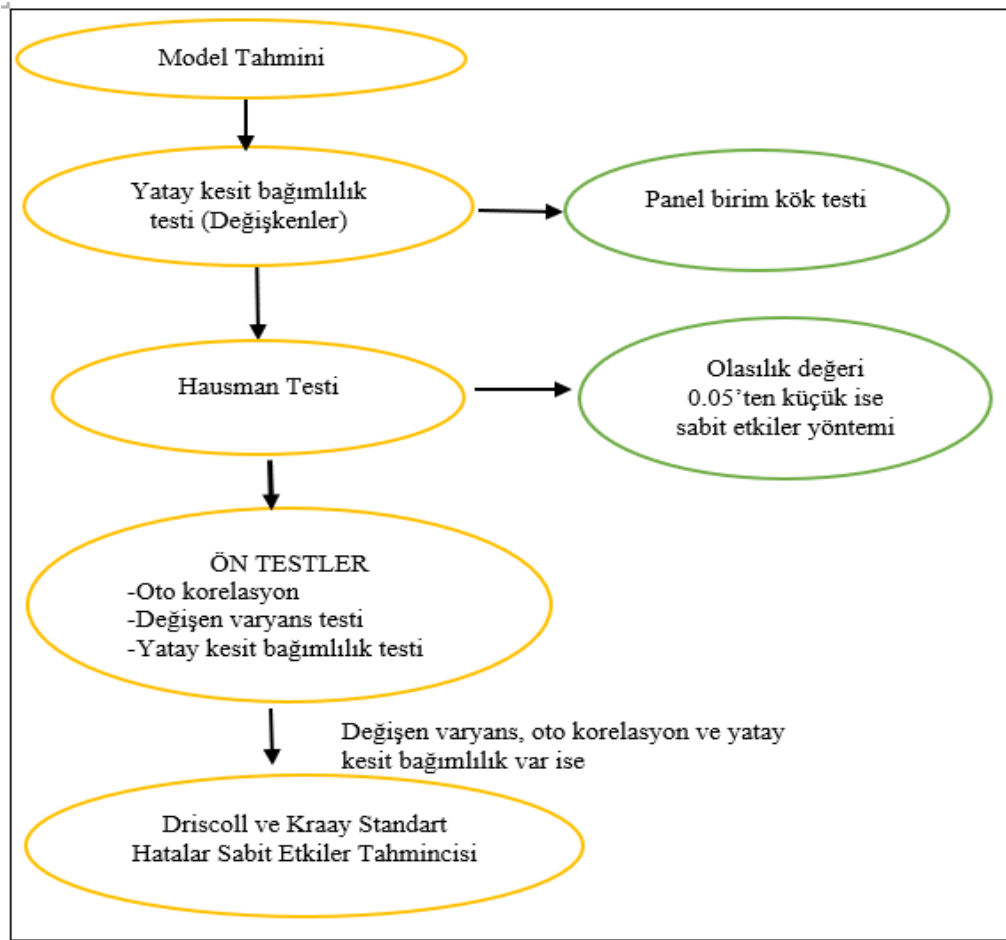 Model Tahmini
Yatay kesit bağımlılık
testi (Değişkenler)
Panel birim kök testi
Hausman Testi
Olasılık değeri
0.05’ten küçük ise
sabit etkiler yöntemi
ÖN TESTLER
-Oto korelasyon
-Değişen varyans testi
-Yatay kesit bağımlılık testi
Değişen varyans, oto korelasyon ve yatay
kesit bağımlılık var ise
Driscoll ve Kraay Standart
Hatalar Sabit Etkiler Tahmincisi